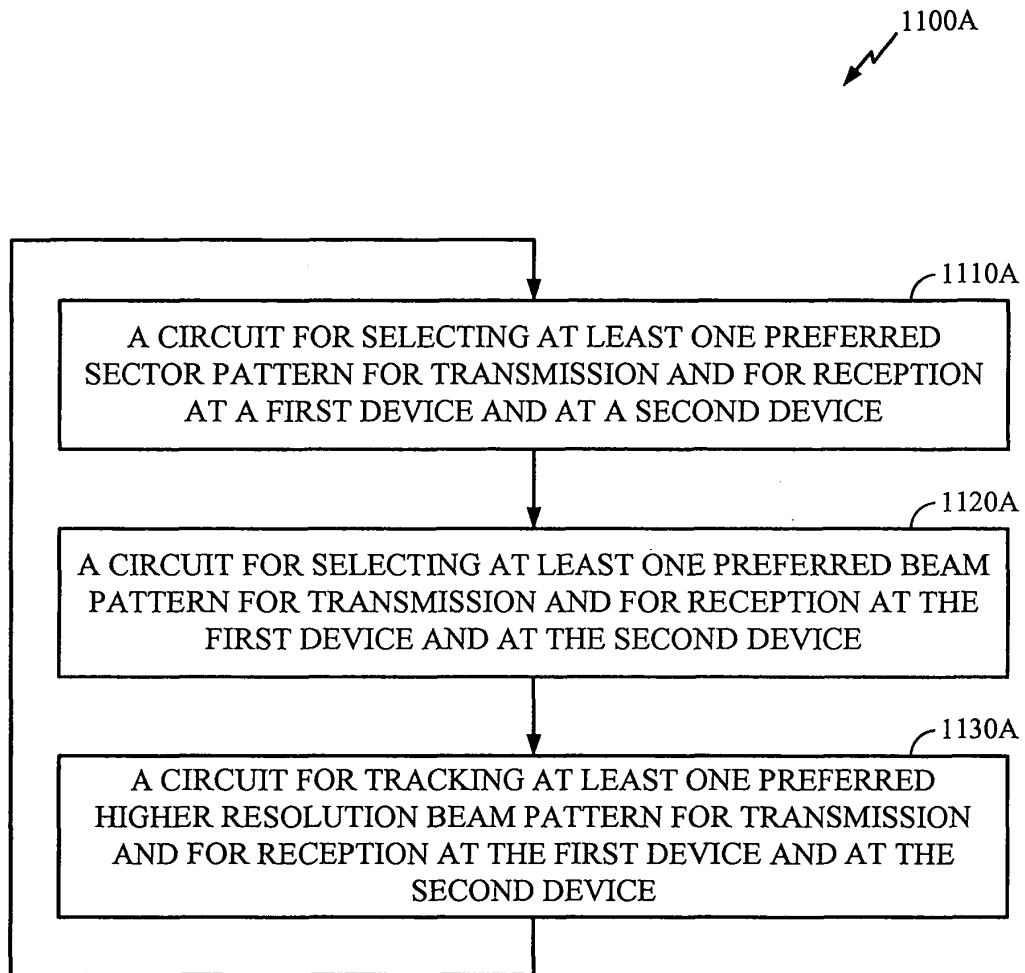 1100A
1110A
A CIRCUIT FOR SELECTING AT LEAST ONE PREFERRED
SECTOR PATTERN FOR TRANSMISSION AND FOR RECEPTION
AT A FIRST DEVICE AND AT A SECOND DEVICE
1120A
A CIRCUIT FOR SELECTING AT LEAST ONE PREFERRED BEAM
PATTERN FOR TRANSMISSION AND FOR RECEPTION AT THE
FIRST DEVICE AND AT THE SECOND DEVICE
1130A
A CIRCUIT FOR TRACKING AT LEAST ONE PREFERRED
HIGHER RESOLUTION BEAM PATTERN FOR TRANSMISSION
AND FOR RECEPTION AT THE FIRST DEVICE AND AT THE
SECOND DEVICE